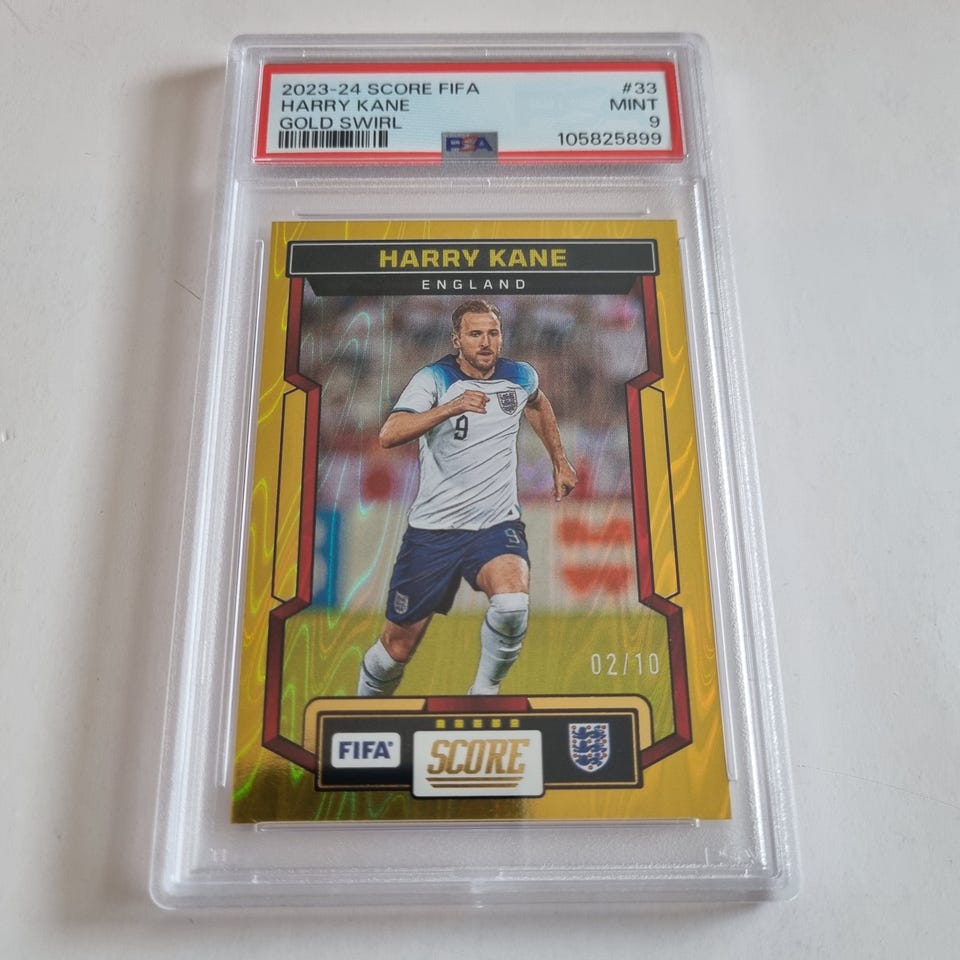 2023-24 SCORE FIFA #33
HARRY KANE MINT
GOLD SWIRL 9
PSA 105825899
HARRY KANE
ENGLAND
9
9
02/10
FIFA®
SCORE